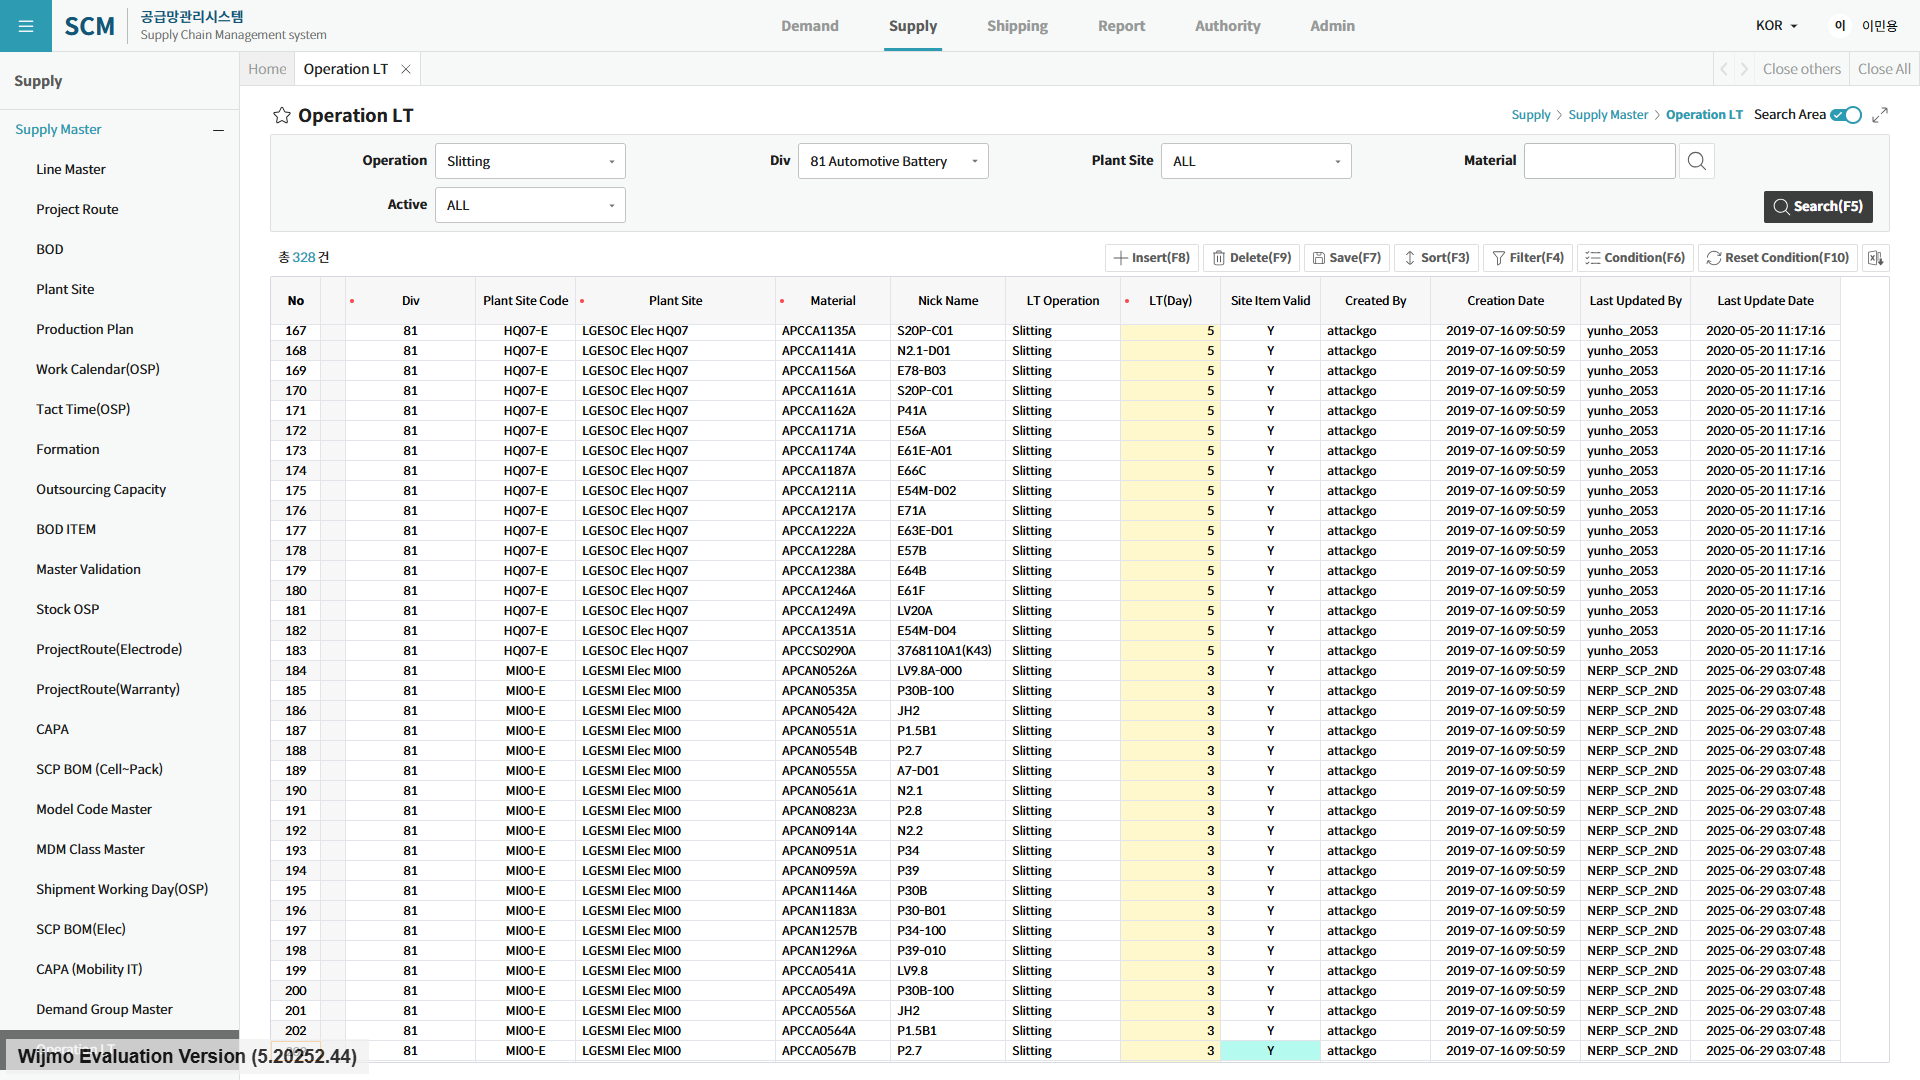 SCM 공급망관리시스템
Supply Chain Management system
Demand Supply Shipping Report Authority Admin
KOR 이 이민용
Supply
Home Operation LT Close others Close All
Supply Master
Line Master
Project Route
BOD
Plant Site
Production Plan
Work Calendar(OSP)
Tact Time(OSP)
Formation
Outsourcing Capacity
BOD ITEM
Master Validation
Stock OSP
ProjectRoute(Electrode)
ProjectRoute(Warranty)
CAPA
SCP BOM (Cell~Pack)
Model Code Master
MDM Class Master
Shipment Working Day(OSP)
SCP BOM(Elec)
CAPA (Mobility IT)
Demand Group Master
Operation LT
Wijmo Evaluation Version (5.20252.44)
Operation LT
Supply > Supply Master > Operation LT Search Area
Operation Slitting Div 81 Automotive Battery Plant Site ALL Material
Active ALL
Search(F5)
총 328 건
Insert(F8) Delete(F9) Save(F7) Sort(F3) Filter(F4) Condition(F6) Reset Condition(F10)
No Div Plant Site Code Plant Site Material Nick Name LT Operation LT(Day) Site Item Valid Created By Creation Date Last Updated By Last Update Date
167 81 HQ07-E LGESOC Elec HQ07 APCCA1135A S20P-C01 Slitting 5 Y attackgo 2019-07-16 09:50:59 yunho_2053 2020-05-20 11:17:16
168 81 HQ07-E LGESOC Elec HQ07 APCCA1141A N2.1-D01 Slitting 5 Y attackgo 2019-07-16 09:50:59 yunho_2053 2020-05-20 11:17:16
169 81 HQ07-E LGESOC Elec HQ07 APCCA1156A E78-B03 Slitting 5 Y attackgo 2019-07-16 09:50:59 yunho_2053 2020-05-20 11:17:16
170 81 HQ07-E LGESOC Elec HQ07 APCCA1161A S20P-C01 Slitting 5 Y attackgo 2019-07-16 09:50:59 yunho_2053 2020-05-20 11:17:16
171 81 HQ07-E LGESOC Elec HQ07 APCCA1162A P41A Slitting 5 Y attackgo 2019-07-16 09:50:59 yunho_2053 2020-05-20 11:17:16
172 81 HQ07-E LGESOC Elec HQ07 APCCA1171A E56A Slitting 5 Y attackgo 2019-07-16 09:50:59 yunho_2053 2020-05-20 11:17:16
173 81 HQ07-E LGESOC Elec HQ07 APCCA1174A E61E-A01 Slitting 5 Y attackgo 2019-07-16 09:50:59 yunho_2053 2020-05-20 11:17:16
174 81 HQ07-E LGESOC Elec HQ07 APCCA1187A E66C Slitting 5 Y attackgo 2019-07-16 09:50:59 yunho_2053 2020-05-20 11:17:16
175 81 HQ07-E LGESOC Elec HQ07 APCCA1211A E54M-D02 Slitting 5 Y attackgo 2019-07-16 09:50:59 yunho_2053 2020-05-20 11:17:16
176 81 HQ07-E LGESOC Elec HQ07 APCCA1217A E71A Slitting 5 Y attackgo 2019-07-16 09:50:59 yunho_2053 2020-05-20 11:17:16
177 81 HQ07-E LGESOC Elec HQ07 APCCA1222A E63E-D01 Slitting 5 Y attackgo 2019-07-16 09:50:59 yunho_2053 2020-05-20 11:17:16
178 81 HQ07-E LGESOC Elec HQ07 APCCA1228A E57B Slitting 5 Y attackgo 2019-07-16 09:50:59 yunho_2053 2020-05-20 11:17:16
179 81 HQ07-E LGESOC Elec HQ07 APCCA1238A E64B Slitting 5 Y attackgo 2019-07-16 09:50:59 yunho_2053 2020-05-20 11:17:16
180 81 HQ07-E LGESOC Elec HQ07 APCCA1246A E61F Slitting 5 Y attackgo 2019-07-16 09:50:59 yunho_2053 2020-05-20 11:17:16
181 81 HQ07-E LGESOC Elec HQ07 APCCA1249A LV20A Slitting 5 Y attackgo 2019-07-16 09:50:59 yunho_2053 2020-05-20 11:17:16
182 81 HQ07-E LGESOC Elec HQ07 APCCA1351A E54M-D04 Slitting 5 Y attackgo 2019-07-16 09:50:59 yunho_2053 2020-05-20 11:17:16
183 81 HQ07-E LGESOC Elec HQ07 APCCS0290A 3768110A1(K43) Slitting 5 Y attackgo 2019-07-16 09:50:59 yunho_2053 2020-05-20 11:17:16
184 81 MI00-E LGESMI Elec MI00 APCAN0526A LV9.8A-000 Slitting 3 Y attackgo 2019-07-16 09:50:59 NERP_SCP_2ND 2025-06-29 03:07:48
185 81 MI00-E LGESMI Elec MI00 APCAN0535A P30B-100 Slitting 3 Y attackgo 2019-07-16 09:50:59 NERP_SCP_2ND 2025-06-29 03:07:48
186 81 MI00-E LGESMI Elec MI00 APCAN0542A JH2 Slitting 3 Y attackgo 2019-07-16 09:50:59 NERP_SCP_2ND 2025-06-29 03:07:48
187 81 MI00-E LGESMI Elec MI00 APCAN0551A P1.5B1 Slitting 3 Y attackgo 2019-07-16 09:50:59 NERP_SCP_2ND 2025-06-29 03:07:48
188 81 MI00-E LGESMI Elec MI00 APCAN0554B P2.7 Slitting 3 Y attackgo 2019-07-16 09:50:59 NERP_SCP_2ND 2025-06-29 03:07:48
189 81 MI00-E LGESMI Elec MI00 APCAN0555A A7-D01 Slitting 3 Y attackgo 2019-07-16 09:50:59 NERP_SCP_2ND 2025-06-29 03:07:48
190 81 MI00-E LGESMI Elec MI00 APCAN0561A N2.1 Slitting 3 Y attackgo 2019-07-16 09:50:59 NERP_SCP_2ND 2025-06-29 03:07:48
191 81 MI00-E LGESMI Elec MI00 APCAN0823A P2.8 Slitting 3 Y attackgo 2019-07-16 09:50:59 NERP_SCP_2ND 2025-06-29 03:07:48
192 81 MI00-E LGESMI Elec MI00 APCAN0914A N2.2 Slitting 3 Y attackgo 2019-07-16 09:50:59 NERP_SCP_2ND 2025-06-29 03:07:48
193 81 MI00-E LGESMI Elec MI00 APCAN0951A P34 Slitting 3 Y attackgo 2019-07-16 09:50:59 NERP_SCP_2ND 2025-06-29 03:07:48
194 81 MI00-E LGESMI Elec MI00 APCAN0959A P39 Slitting 3 Y attackgo 2019-07-16 09:50:59 NERP_SCP_2ND 2025-06-29 03:07:48
195 81 MI00-E LGESMI Elec MI00 APCAN1146A P30B Slitting 3 Y attackgo 2019-07-16 09:50:59 NERP_SCP_2ND 2025-06-29 03:07:48
196 81 MI00-E LGESMI Elec MI00 APCAN1183A P30-B01 Slitting 3 Y attackgo 2019-07-16 09:50:59 NERP_SCP_2ND 2025-06-29 03:07:48
197 81 MI00-E LGESMI Elec MI00 APCAN1257B P34-100 Slitting 3 Y attackgo 2019-07-16 09:50:59 NERP_SCP_2ND 2025-06-29 03:07:48
198 81 MI00-E LGESMI Elec MI00 APCAN1296A P39-010 Slitting 3 Y attackgo 2019-07-16 09:50:59 NERP_SCP_2ND 2025-06-29 03:07:48
199 81 MI00-E LGESMI Elec MI00 APCCA0541A LV9.8 Slitting 3 Y attackgo 2019-07-16 09:50:59 NERP_SCP_2ND 2025-06-29 03:07:48
200 81 MI00-E LGESMI Elec MI00 APCCA0549A P30B-100 Slitting 3 Y attackgo 2019-07-16 09:50:59 NERP_SCP_2ND 2025-06-29 03:07:48
201 81 MI00-E LGESMI Elec MI00 APCCA0556A JH2 Slitting 3 Y attackgo 2019-07-16 09:50:59 NERP_SCP_2ND 2025-06-29 03:07:48
202 81 MI00-E LGESMI Elec MI00 APCCA0564A P1.5B1 Slitting 3 Y attackgo 2019-07-16 09:50:59 NERP_SCP_2ND 2025-06-29 03:07:48
81 MI00-E LGESMI Elec MI00 APCCA0567B P2.7 Slitting 3 Y attackgo 2019-07-16 09:50:59 NERP_SCP_2ND 2025-06-29 03:07:48